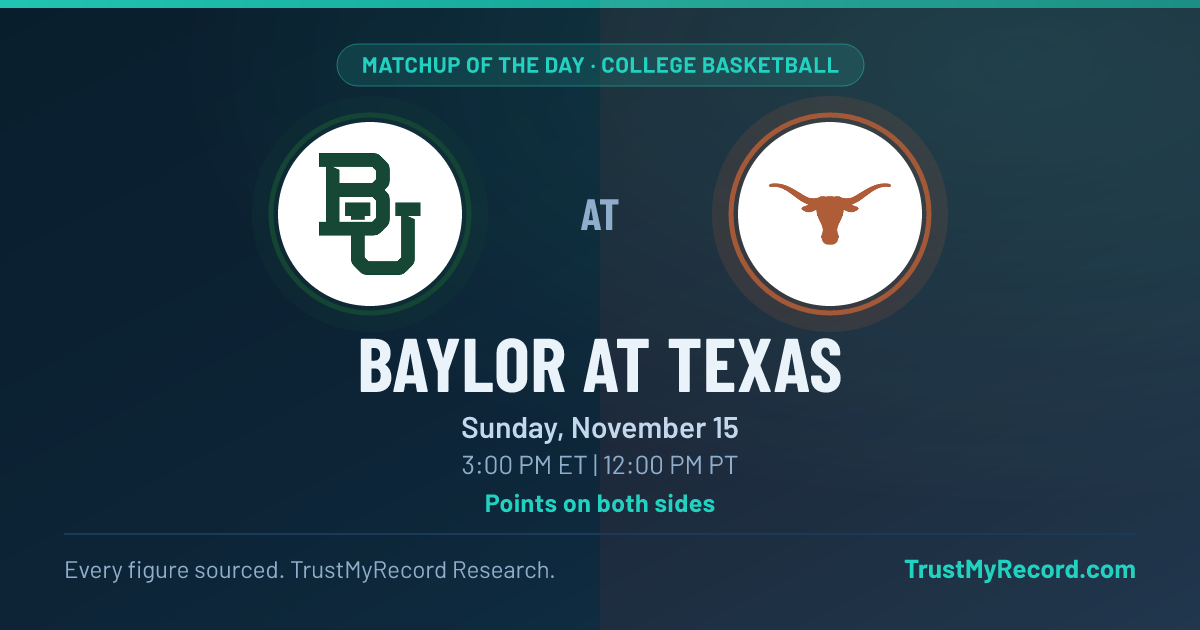 MATCHUP OF THE DAY · COLLEGE BASKETBALL
BU
AT
BAYLOR AT TEXAS
Sunday, November 15
3:00 PM ET | 12:00 PM PT
Points on both sides
Every figure sourced. TrustMyRecord Research.
TrustMyRecord.com